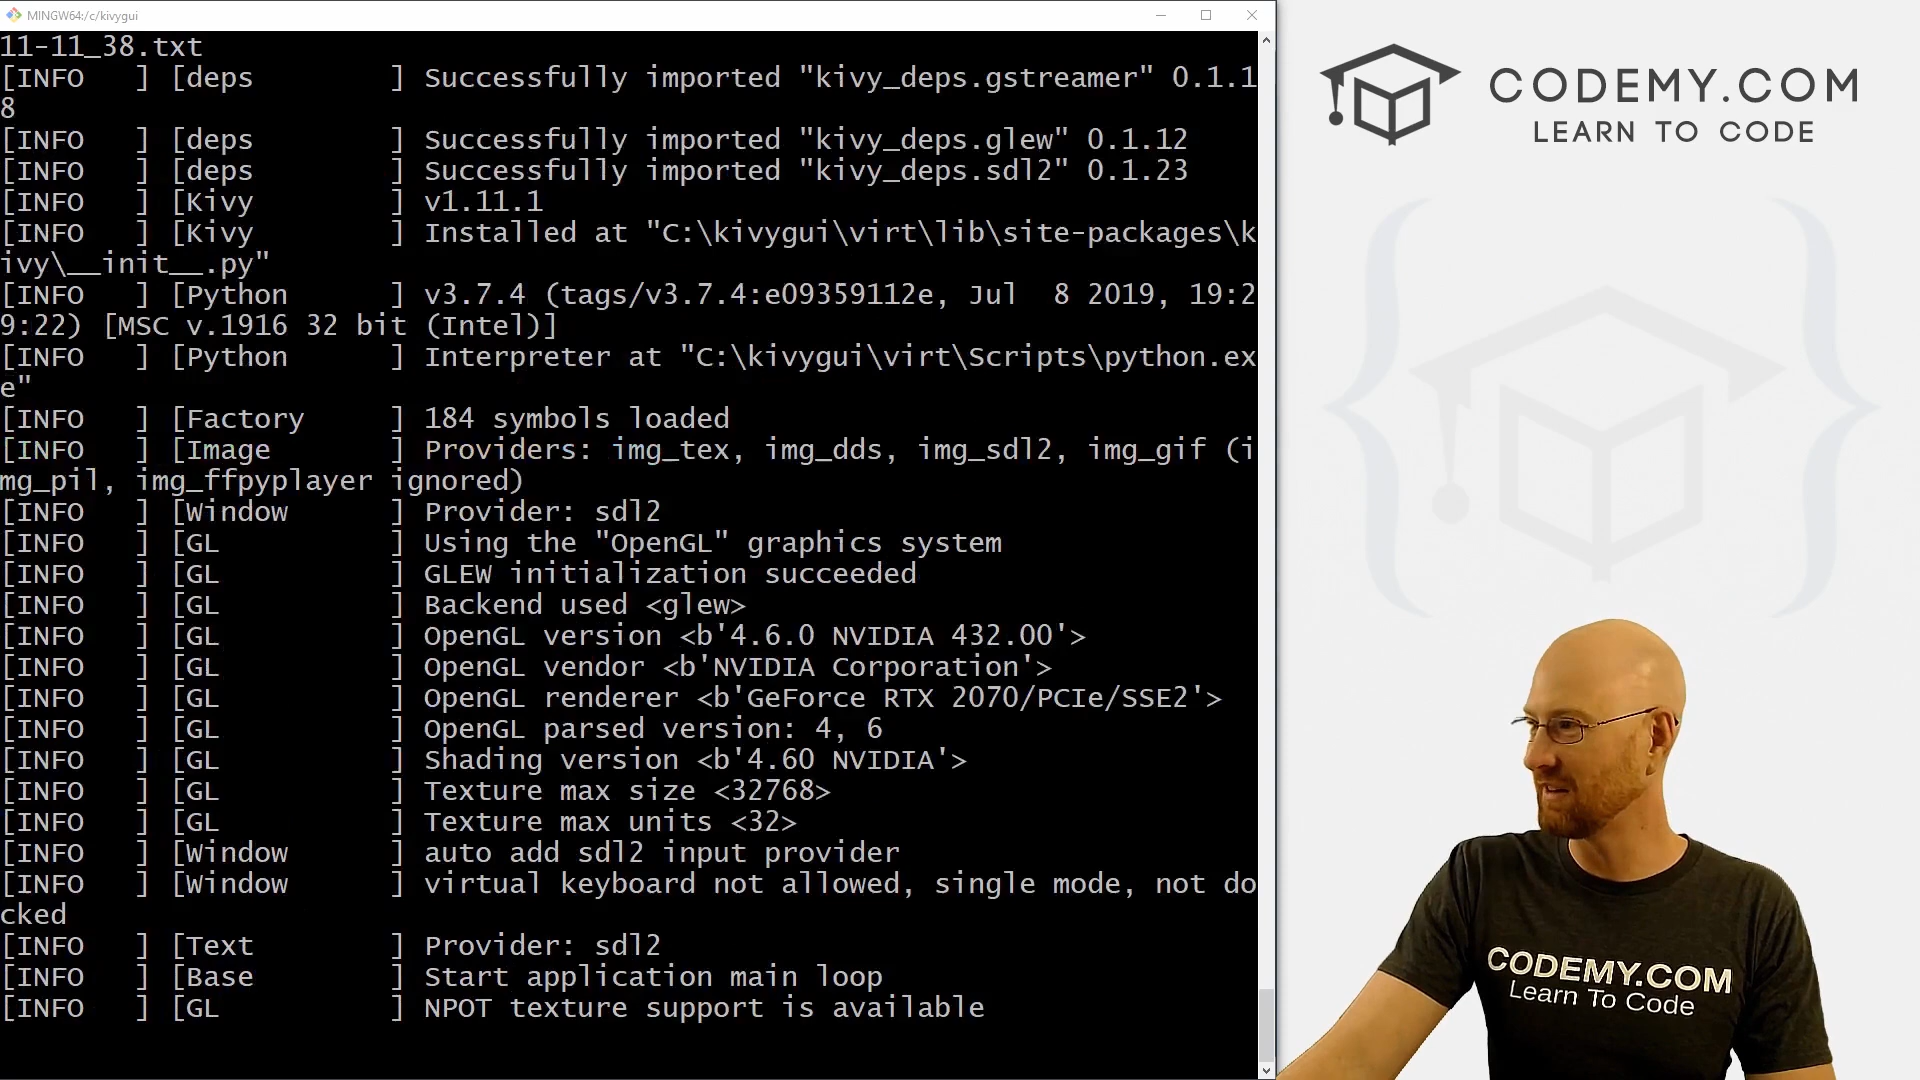 MINGW64:/c/kivygui
11-11_38.txt
[INFO   ] [deps        ] Successfully imported "kivy_deps.gstreamer" 0.1.1
8
[INFO   ] [deps        ] Successfully imported "kivy_deps.glew" 0.1.12
[INFO   ] [deps        ] Successfully imported "kivy_deps.sdl2" 0.1.23
[INFO   ] [Kivy        ] v1.11.1
[INFO   ] [Kivy        ] Installed at "C:\kivygui\virt\lib\site-packages\k
ivy\__init__.py"
[INFO   ] [Python      ] v3.7.4 (tags/v3.7.4:e09359112e, Jul  8 2019, 19:2
9:22) [MSC v.1916 32 bit (Intel)]
[INFO   ] [Python      ] Interpreter at "C:\kivygui\virt\Scripts\python.ex
e"
[INFO   ] [Factory     ] 184 symbols loaded
[INFO   ] [Image       ] Providers: img_tex, img_dds, img_sdl2, img_gif (i
mg_pil, img_ffpyplayer ignored)
[INFO   ] [Window      ] Provider: sdl2
[INFO   ] [GL          ] Using the "OpenGL" graphics system
[INFO   ] [GL          ] GLEW initialization succeeded
[INFO   ] [GL          ] Backend used <glew>
[INFO   ] [GL          ] OpenGL version <b'4.6.0 NVIDIA 432.00'>
[INFO   ] [GL          ] OpenGL vendor <b'NVIDIA Corporation'>
[INFO   ] [GL          ] OpenGL renderer <b'GeForce RTX 2070/PCIe/SSE2'>
[INFO   ] [GL          ] OpenGL parsed version: 4, 6
[INFO   ] [GL          ] Shading version <b'4.60 NVIDIA'>
[INFO   ] [GL          ] Texture max size <32768>
[INFO   ] [GL          ] Texture max units <32>
[INFO   ] [Window      ] auto add sdl2 input provider
[INFO   ] [Window      ] virtual keyboard not allowed, single mode, not do
cked
[INFO   ] [Text        ] Provider: sdl2
[INFO   ] [Base        ] Start application main loop
[INFO   ] [GL          ] NPOT texture support is available
CODEMY.COM
LEARN TO CODE
CODEMY.COM
Learn To Code